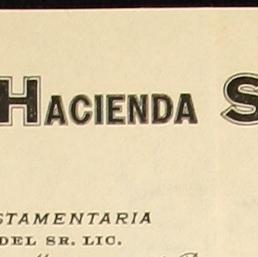 HACIENDA S
STAMENTARIA
DEL SR. LIC.